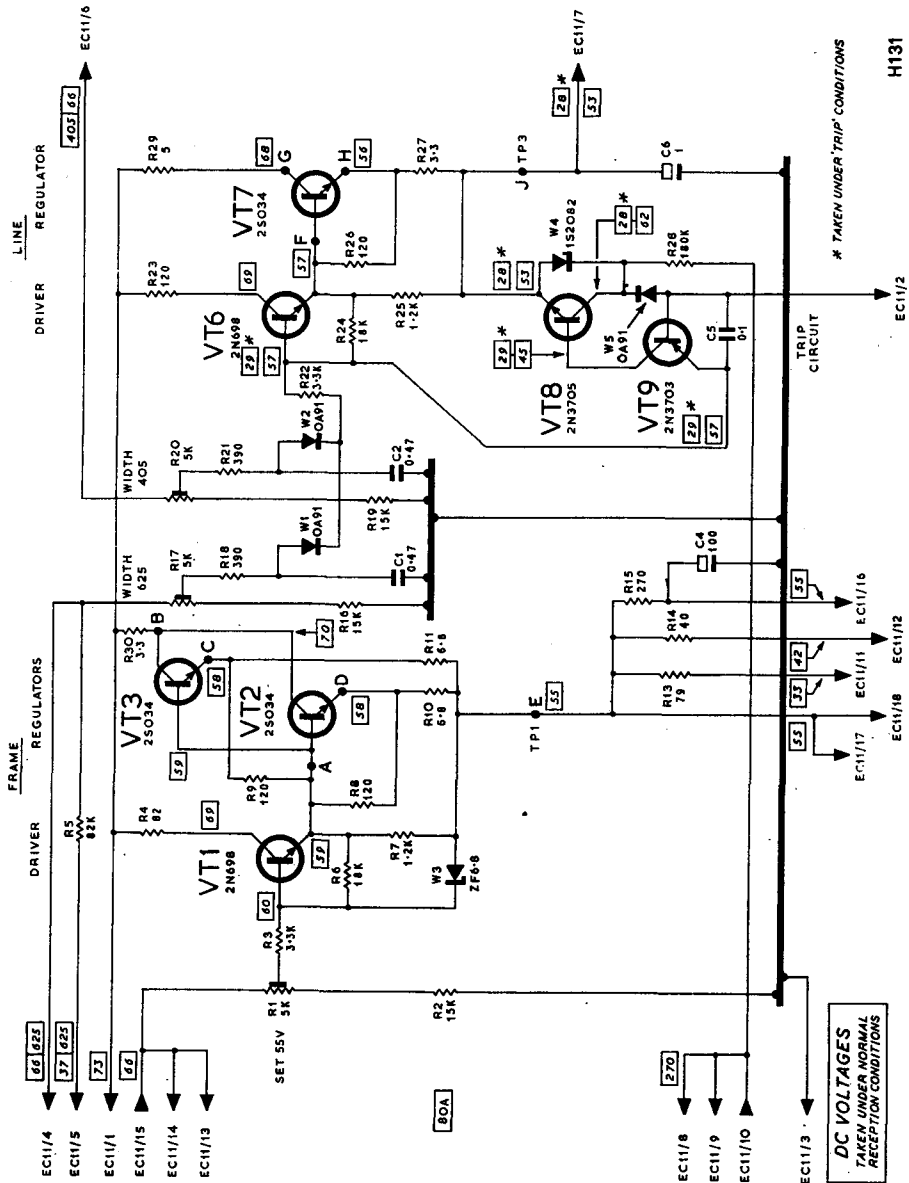 FRAME
DRIVER REGULATORS
LINE
DRIVER REGULATOR
EC11/4
66 625
EC11/5
37 625
EC11/1
73
EC11/15
66
EC11/14
EC11/13
R5
82K
R4
82
69
VT1
2N698
60
R3
3·3K
R1
5K
SET 55V
R2
15K
59
R6
18K
R7
1·2K
W3
ZF6·8
R9
120
R8
120
A
59
VT3
2S034
R30
3·3
B
C
58
VT2
2S034
70
D
58
R11
6·8
R10
6·8
TP1
E
55
R13
79
R14
40
R15
270
C4
100
55
33
42
55
EC11/17
EC11/18
EC11/11
EC11/12
EC11/16
WIDTH
625
R17
5K
R18
390
R16
15K
W1
OA91
C1
0·47
WIDTH
405
R20
5K
R21
390
R19
15K
W2
OA91
C2
0·47
R22
3·3K
405 66
EC11/6
R23
120
69
VT6
2N698
29 *
57
R24
18K
R25
1·2K
57
F
R26
120
VT7
2S034
R29
5
68
G
H
56
R27
3·3
J
TP3
28 *
53
EC11/7
C6
1
28 *
53
W4
1S2082
28 *
62
R28
180K
29 *
45
VT8
2N3705
W5
OA91
VT9
2N3703
29 *
57
C5
0·1
TRIP
CIRCUIT
EC11/2
80A
EC11/8
270
EC11/9
EC11/10
EC11/3
DC VOLTAGES
TAKEN UNDER NORMAL
RECEPTION CONDITIONS
* TAKEN UNDER 'TRIP' CONDITIONS
H131